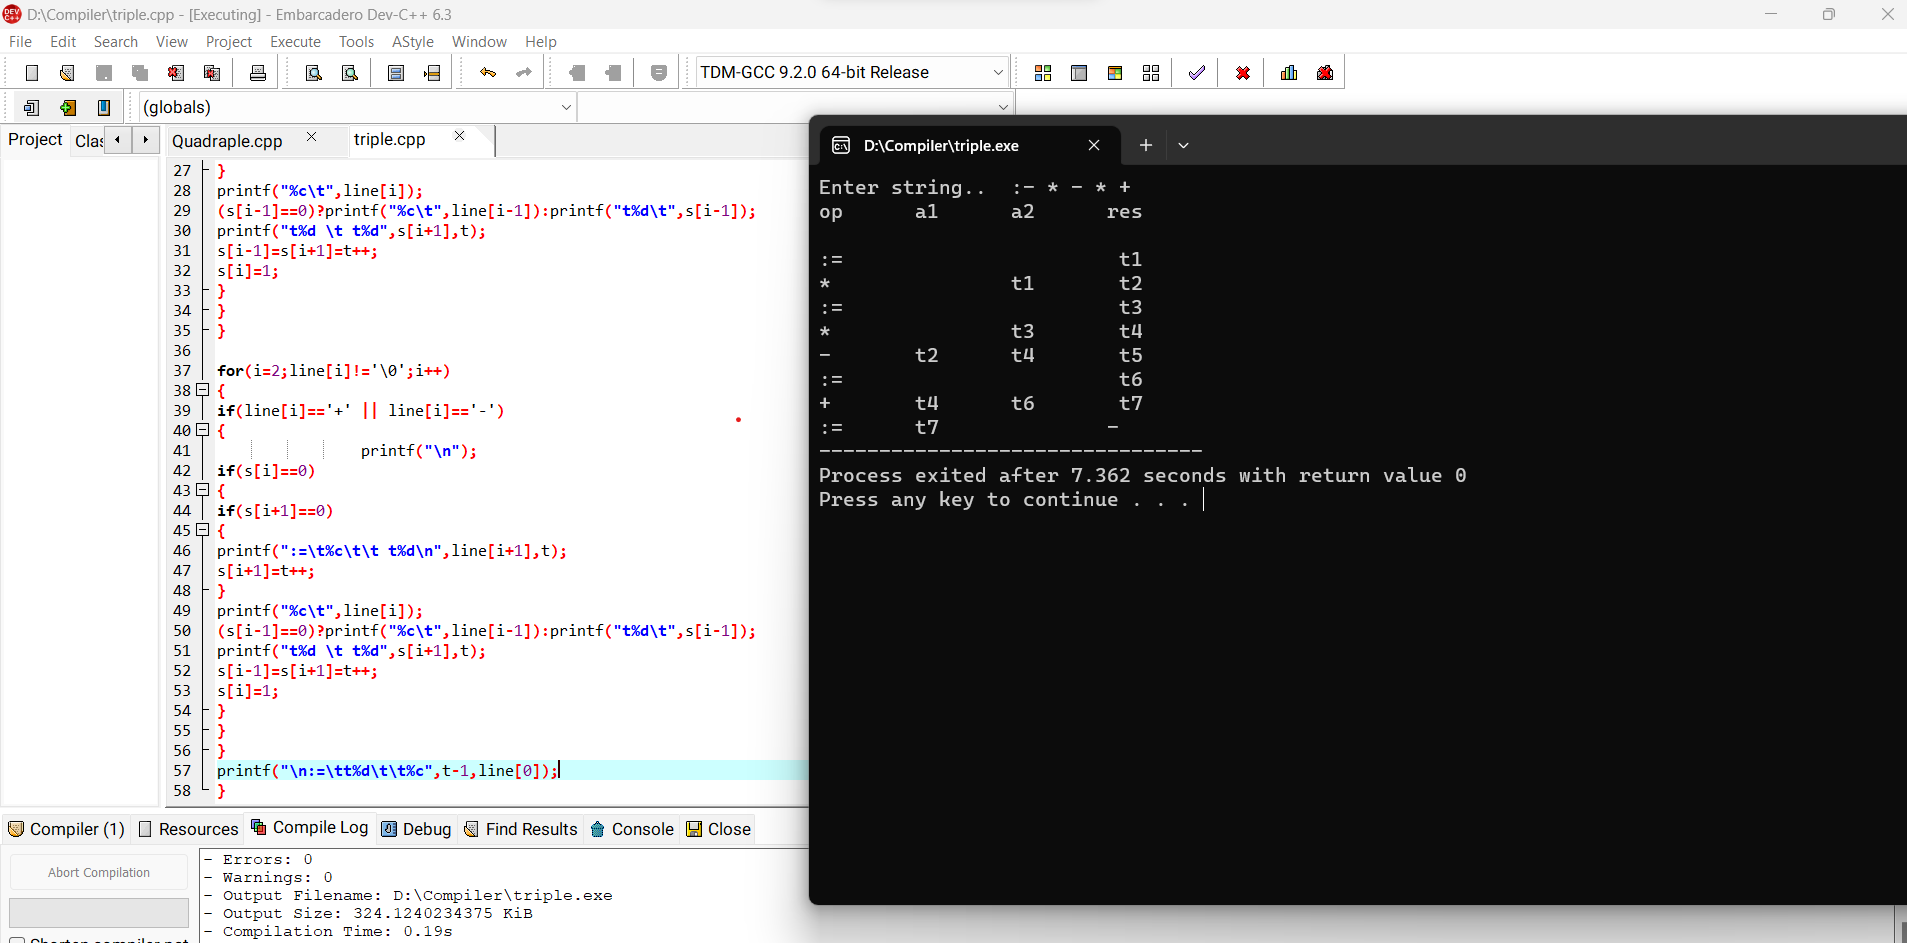 D:\Compiler\triple.cpp - [Executing] - Embarcadero Dev-C++ 6.3
File Edit Search View Project Execute Tools AStyle Window Help
TDM-GCC 9.2.0 64-bit Release
(globals)
Project Clas Quadraple.cpp triple.cpp
27 }
28 printf("%c\t",line[i]);
29 (s[i-1]==0)?printf("%c\t",line[i-1]):printf("t%d\t",s[i-1]);
30 printf("t%d \t t%d",s[i+1],t);
31 s[i-1]=s[i+1]=t++;
32 s[i]=1;
33 }
34 }
35 }
36
37 for(i=2;line[i]!='\0';i++)
38 {
39 if(line[i]=='+' || line[i]=='-')
40 {
41 printf("\n");
42 if(s[i]==0)
43 {
44 if(s[i+1]==0)
45 {
46 printf(":=\t%c\t\t t%d\n",line[i+1],t);
47 s[i+1]=t++;
48 }
49 printf("%c\t",line[i]);
50 (s[i-1]==0)?printf("%c\t",line[i-1]):printf("t%d\t",s[i-1]);
51 printf("t%d \t t%d",s[i+1],t);
52 s[i-1]=s[i+1]=t++;
53 s[i]=1;
54 }
55 }
56 }
57 printf("\n:=\tt%d\t\t%c",t-1,line[0]);
58 }
D:\Compiler\triple.exe
Enter string.. :- * - * +
op a1 a2 res
:= t1
* t1 t2
:= t3
* t3 t4
- t2 t4 t5
:= t6
+ t4 t6 t7
:= t7 -
--------------------------------
Process exited after 7.362 seconds with return value 0
Press any key to continue . . .
Compiler (1) Resources Compile Log Debug Find Results Console Close
Abort Compilation
- Errors: 0
- Warnings: 0
- Output Filename: D:\Compiler\triple.exe
- Output Size: 324.1240234375 KiB
- Compilation Time: 0.19s